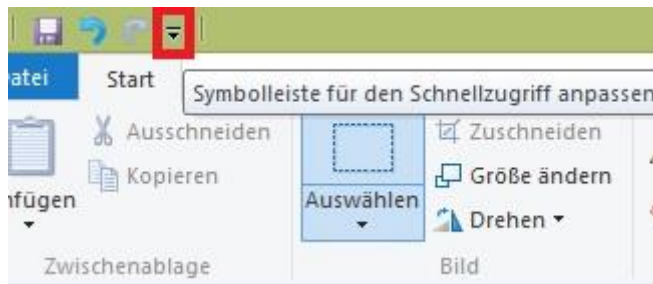 atei Start
Symbolleiste für den Schnellzugriff anpassen
Ausschneiden
Kopieren
nfügen
Zwischenablage
Auswählen
Zuschneiden
Größe ändern
Drehen
Bild